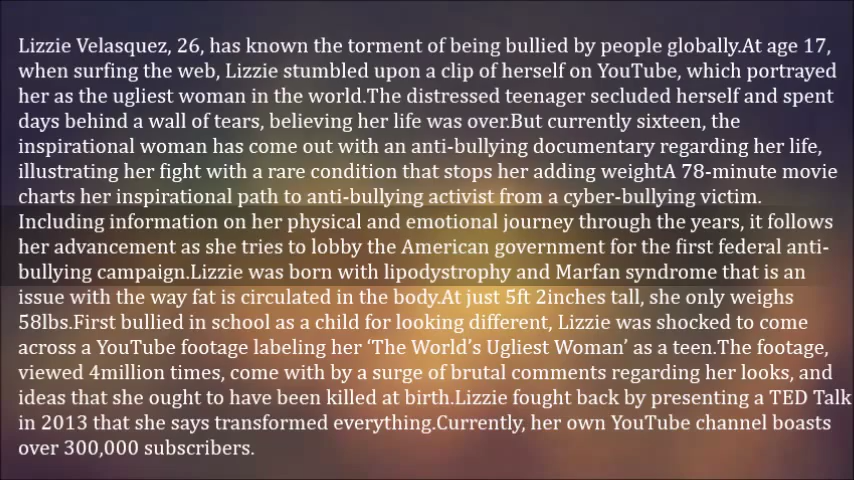 Lizzie Velasquez, 26, has known the torment of being bullied by people globally.At age 17,
when surfing the web, Lizzie stumbled upon a clip of herself on YouTube, which portrayed
her as the ugliest woman in the world.The distressed teenager secluded herself and spent
days behind a wall of tears, believing her life was over.But currently sixteen, the
inspirational woman has come out with an anti-bullying documentary regarding her life,
illustrating her fight with a rare condition that stops her adding weightA 78-minute movie
charts her inspirational path to anti-bullying activist from a cyber-bullying victim.
Including information on her physical and emotional journey through the years, it follows
her advancement as she tries to lobby the American government for the first federal anti-
bullying campaign.Lizzie was born with lipodystrophy and Marfan syndrome that is an
issue with the way fat is circulated in the body.At just 5ft 2inches tall, she only weighs
58lbs.First bullied in school as a child for looking different, Lizzie was shocked to come
across a YouTube footage labeling her ‘The World’s Ugliest Woman’ as a teen.The footage,
viewed 4million times, come with by a surge of brutal comments regarding her looks, and
ideas that she ought to have been killed at birth.Lizzie fought back by presenting a TED Talk
in 2013 that she says transformed everything.Currently, her own YouTube channel boasts
over 300,000 subscribers.